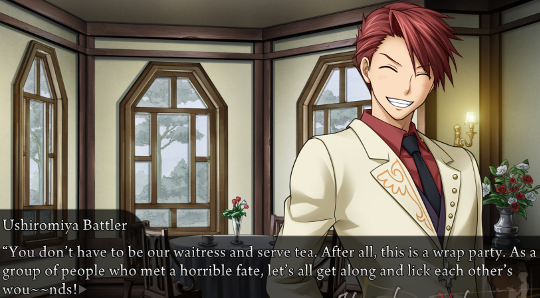 Ushiromiya Battler
“You don’t have to be our waitress and serve tea. After all, this is a wrap party. As a
group of people who met a horrible fate, let’s all get along and lick each other’s
wou~~nds!